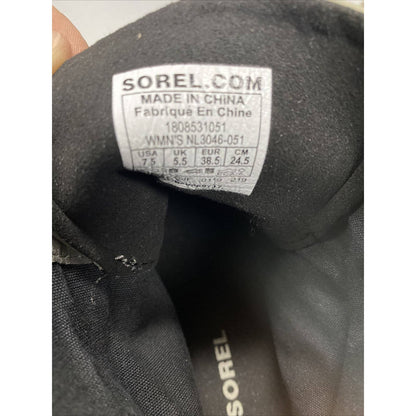 SOREL.COM
MADE IN CHINA
Fabriqué En Chine
1808531051
WMN'S NL3046-051
USA UK EUR CM
7.5 5.5 38.5 24.5
SOREL